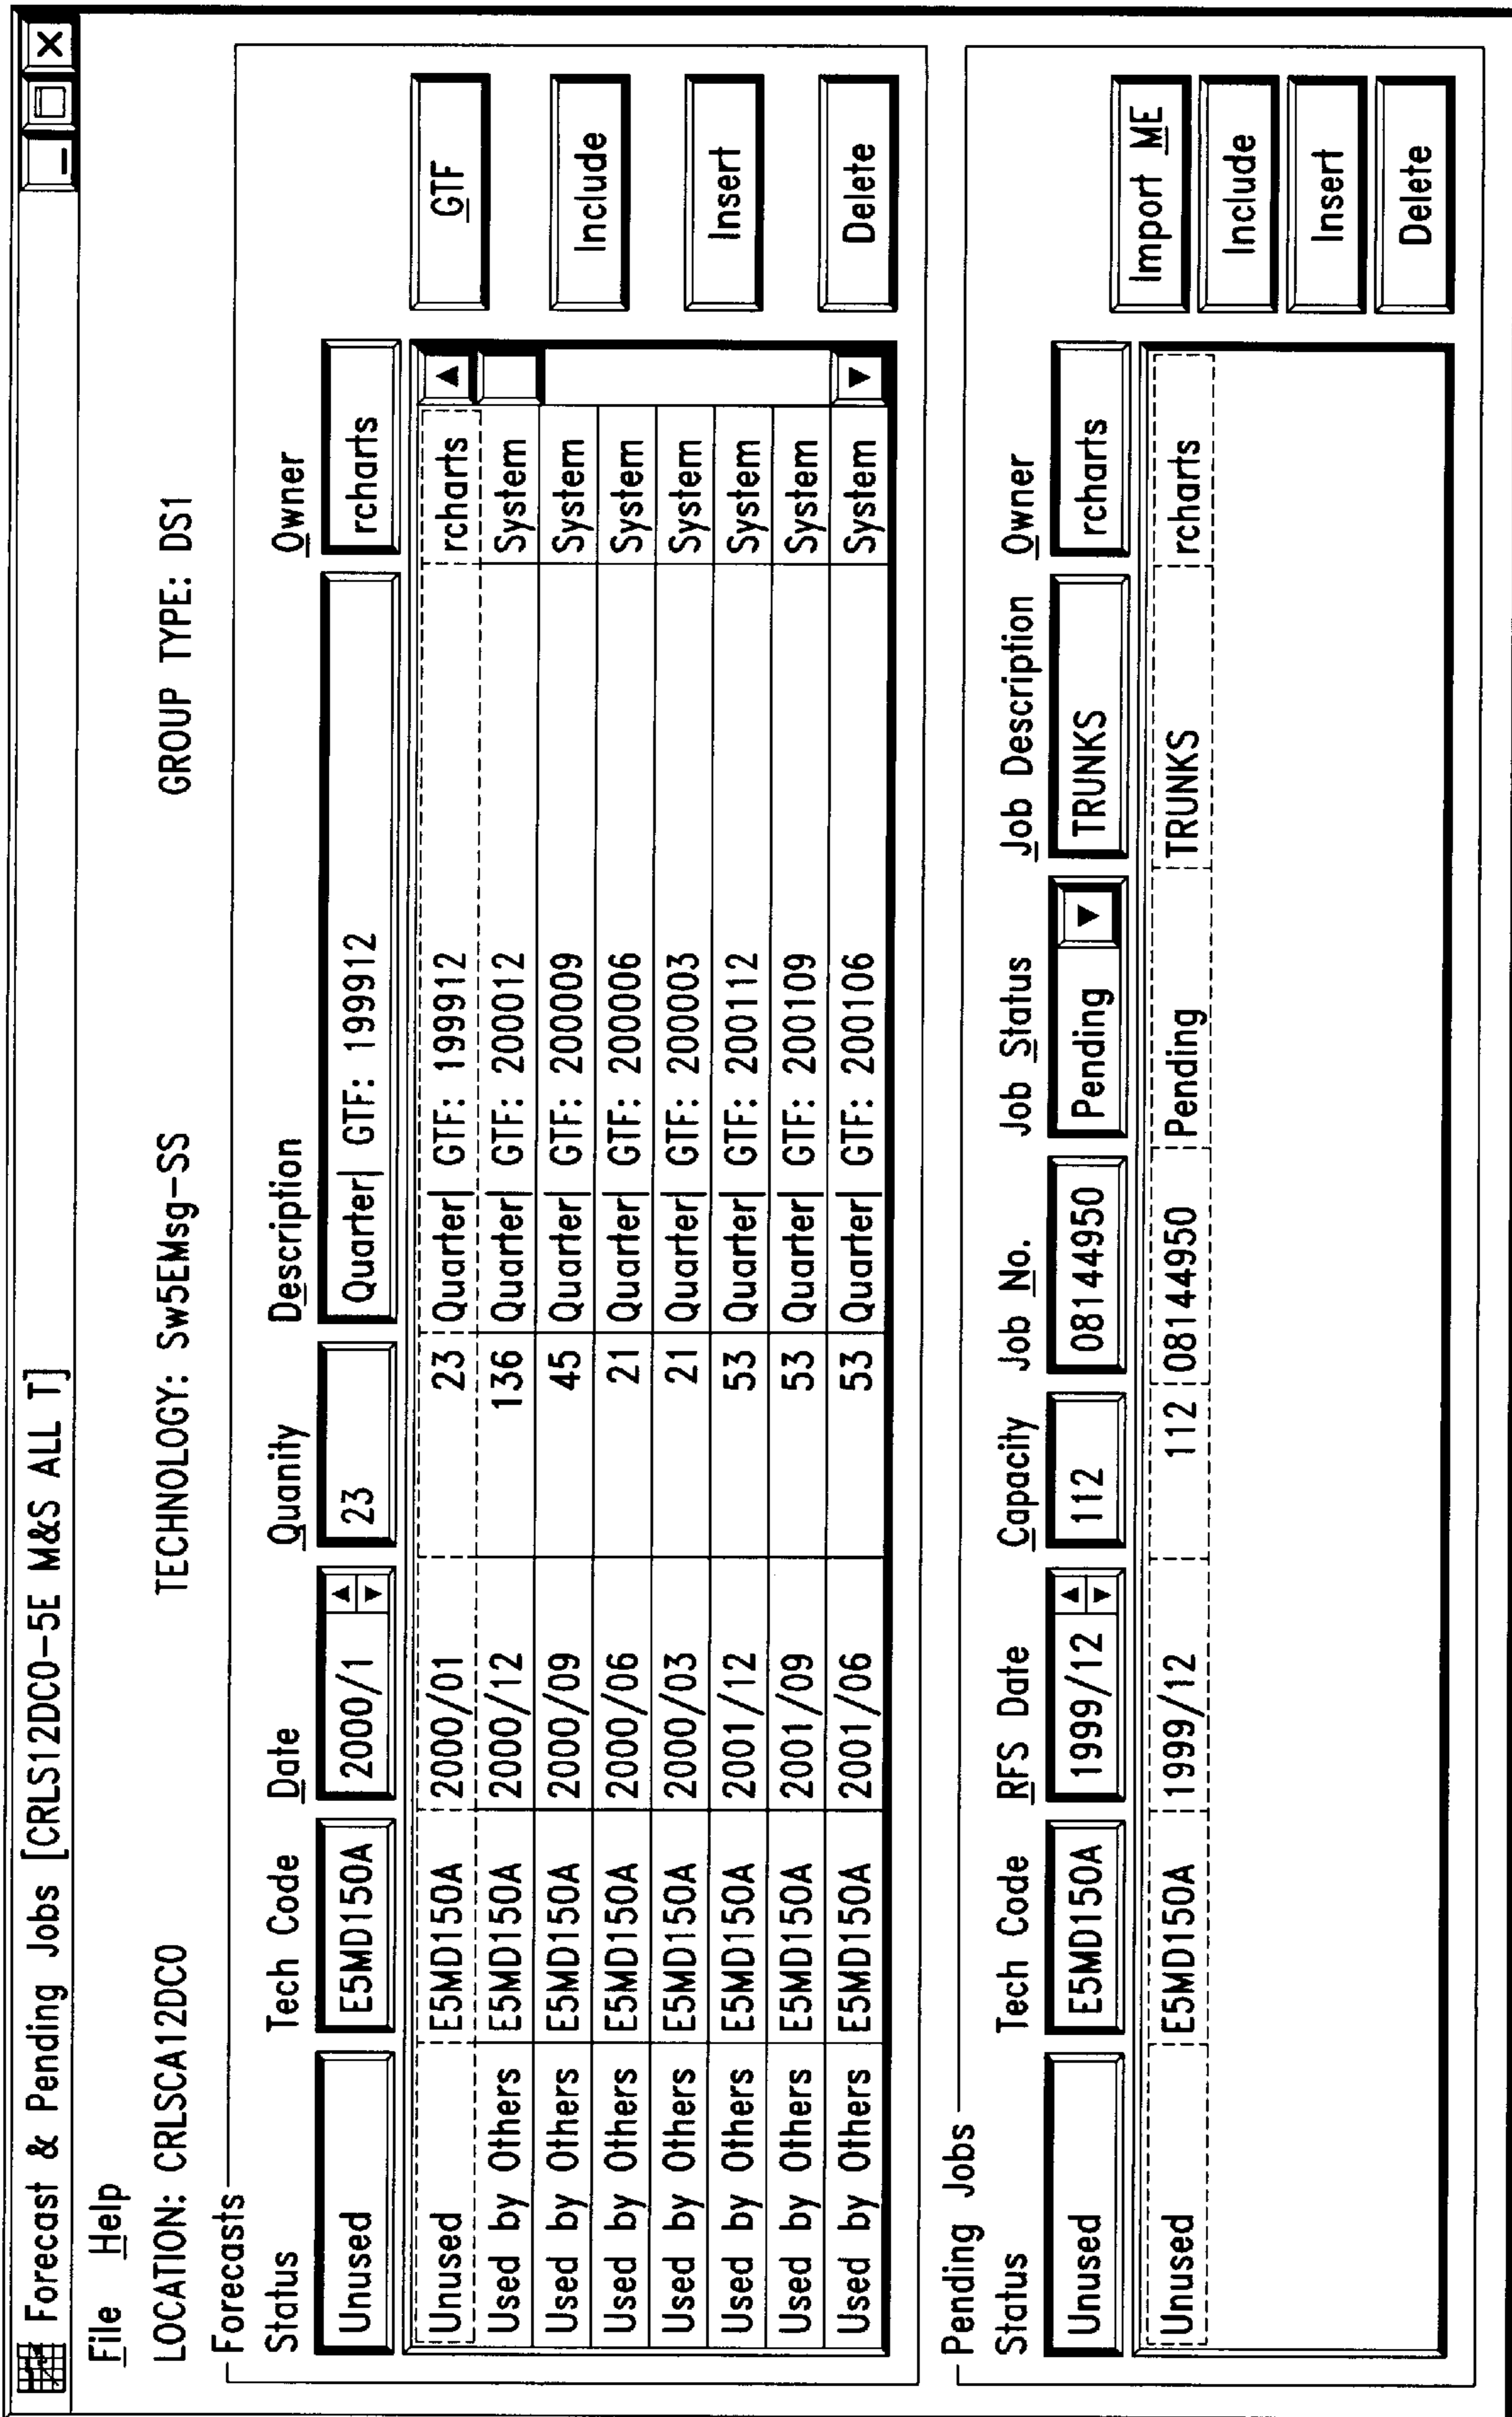 Forecast & Pending Jobs [CRLS12DCO-5E M&S ALL T]
File Help
LOCATION: CRLSCA12DCO TECHNOLOGY: Sw5EMsg-SS GROUP TYPE: DS1
Forecasts
Status Tech Code Date Quanity Description Owner
Unused E5MD150A 2000/1 23 Quarter| GTF: 199912 rcharts
Unused E5MD150A 2000/01 23 Quarter| GTF: 199912 rcharts
Used by Others E5MD150A 2000/12 136 Quarter| GTF: 200012 System
Used by Others E5MD150A 2000/09 45 Quarter| GTF: 200009 System
Used by Others E5MD150A 2000/06 21 Quarter| GTF: 200006 System
Used by Others E5MD150A 2000/03 21 Quarter| GTF: 200003 System
Used by Others E5MD150A 2001/12 53 Quarter| GTF: 200112 System
Used by Others E5MD150A 2001/09 53 Quarter| GTF: 200109 System
Used by Others E5MD150A 2001/06 53 Quarter| GTF: 200106 System
GTF
Include
Insert
Delete
Pending Jobs
Status Tech Code RFS Date Capacity Job No. Job Status Job Description Owner
Unused E5MD150A 1999/12 112 08144950 Pending TRUNKS rcharts
Unused E5MD150A 1999/12 112 08144950 Pending TRUNKS rcharts
Import ME
Include
Insert
Delete